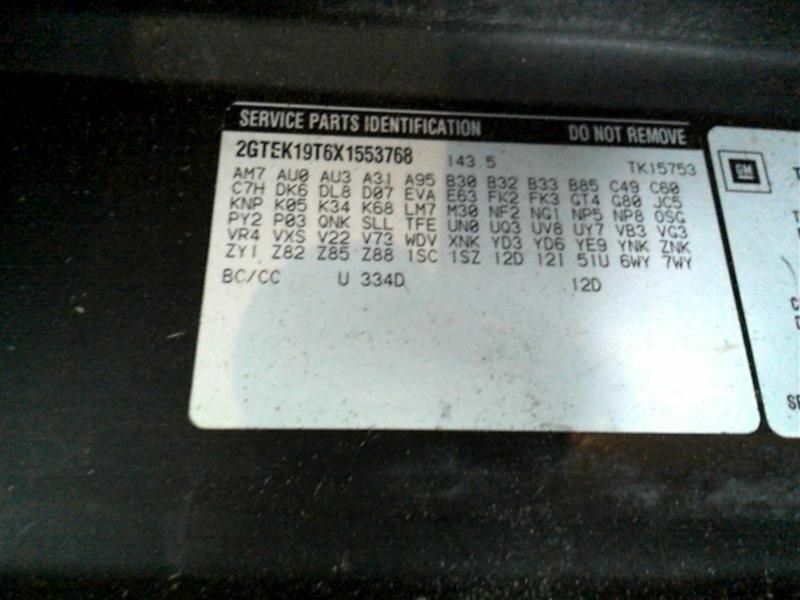 SERVICE PARTS IDENTIFICATION DO NOT REMOVE
2GTEK19T6X1553768 143 5 TK15753
AM7 AU0 AU3 A31 A95 B30 B32 B33 B85 C49 C60
C7H DK6 DL8 D07 EVA E63 FK2 FK3 GT4 G80 JC5
KNP K05 K34 K68 LM7 M30 NF2 NG1 NP5 NP8 OSG
PY2 P03 QNK SLL TFE UN0 UQ3 UV8 UY7 VB3 VG3
VR4 VXS V22 V73 WDV XNK YD3 YD6 YE9 YNK ZNK
ZY1 Z82 Z85 Z88 1SC 1SZ 12D 12I 51U 6WY 7WY
BC/CC U 334D 12D
GM